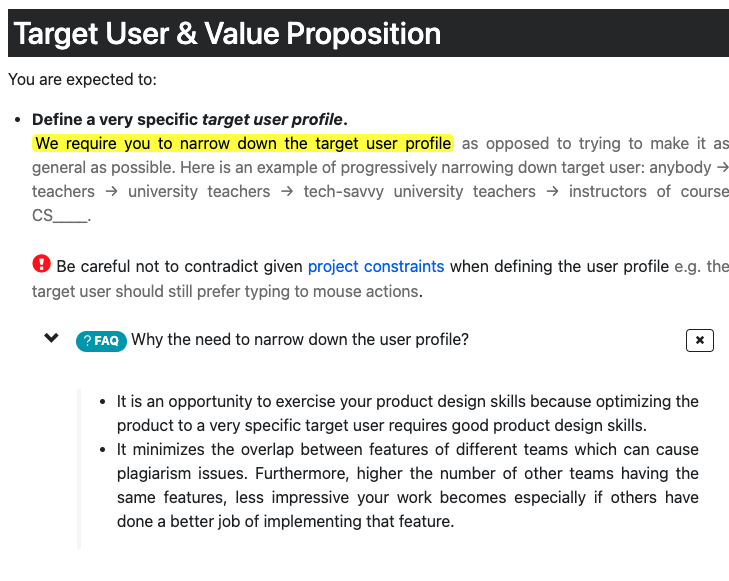 Target User & Value Proposition
You are expected to:
• Define a very specific target user profile.
We require you to narrow down the target user profile as opposed to trying to make it as
general as possible. Here is an example of progressively narrowing down target user: anybody →
teachers → university teachers → tech-savvy university teachers → instructors of course
CS____.
Be careful not to contradict given project constraints when defining the user profile e.g. the
target user should still prefer typing to mouse actions.
? FAQ Why the need to narrow down the user profile?
• It is an opportunity to exercise your product design skills because optimizing the
product to a very specific target user requires good product design skills.
• It minimizes the overlap between features of different teams which can cause
plagiarism issues. Furthermore, higher the number of other teams having the
same features, less impressive your work becomes especially if others have
done a better job of implementing that feature.